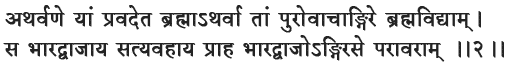 अथर्वणे यां प्रवदेत ब्रह्माऽथर्वा तां पुरोवाचाङ्गिरे ब्रह्मविद्याम् ।
स भारद्वाजाय सत्यवहाय प्राह भारद्वाजोऽङ्गिरसे परावराम् ॥२॥